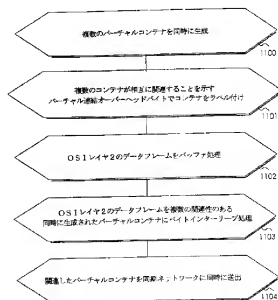 複数のバーチャルコンテナを同時に生成
1100
複数のコンテナが相互に関連することを示す
バーチャル連結オーバーヘッドバイトでコンテナをラベル付け
1101
OSIレイヤ2のデータフレームをバッファ処理
1102
OSIレイヤ2のデータフレームを複数の関連性のある
同時に生成されたバーチャルコンテナにバイトインターリーブ処理
1103
関連したバーチャルコンテナを同期ネットワークに同時に送出
1104